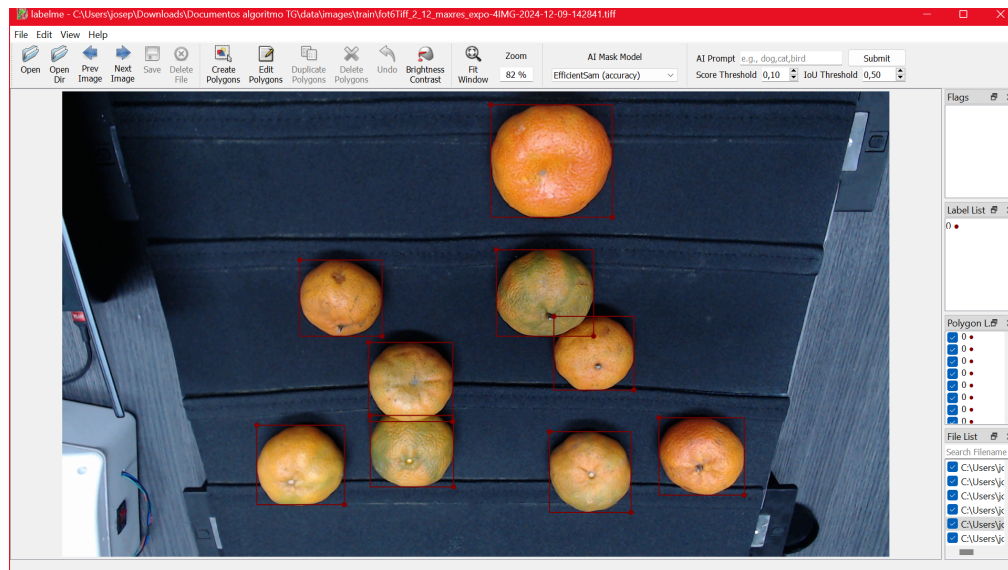 labelme - C:\Users\josep\Downloads\Documentos algoritmo TG\data\images\train\fot6Tiff_2_12_maxres_expo-4IMG-2024-12-09-142841.tiff
File Edit View Help
Open
Open Dir
Prev Image
Next Image
Save
Delete File
Create Polygons
Edit Polygons
Duplicate Polygons
Delete Polygons
Undo
Brightness Contrast
Fit Window
Zoom
82 %
AI Mask Model
EfficientSam (accuracy)
AI Prompt e.g., dog,cat,bird Submit
Score Threshold 0,10 IoU Threshold 0,50
Flags
Label List
0
Polygon L.
0
0
0
0
0
0
0
0
File List
Search Filename
C:\Users\jc
C:\Users\jc
C:\Users\jc
C:\Users\jc
C:\Users\jc
C:\Users\jc